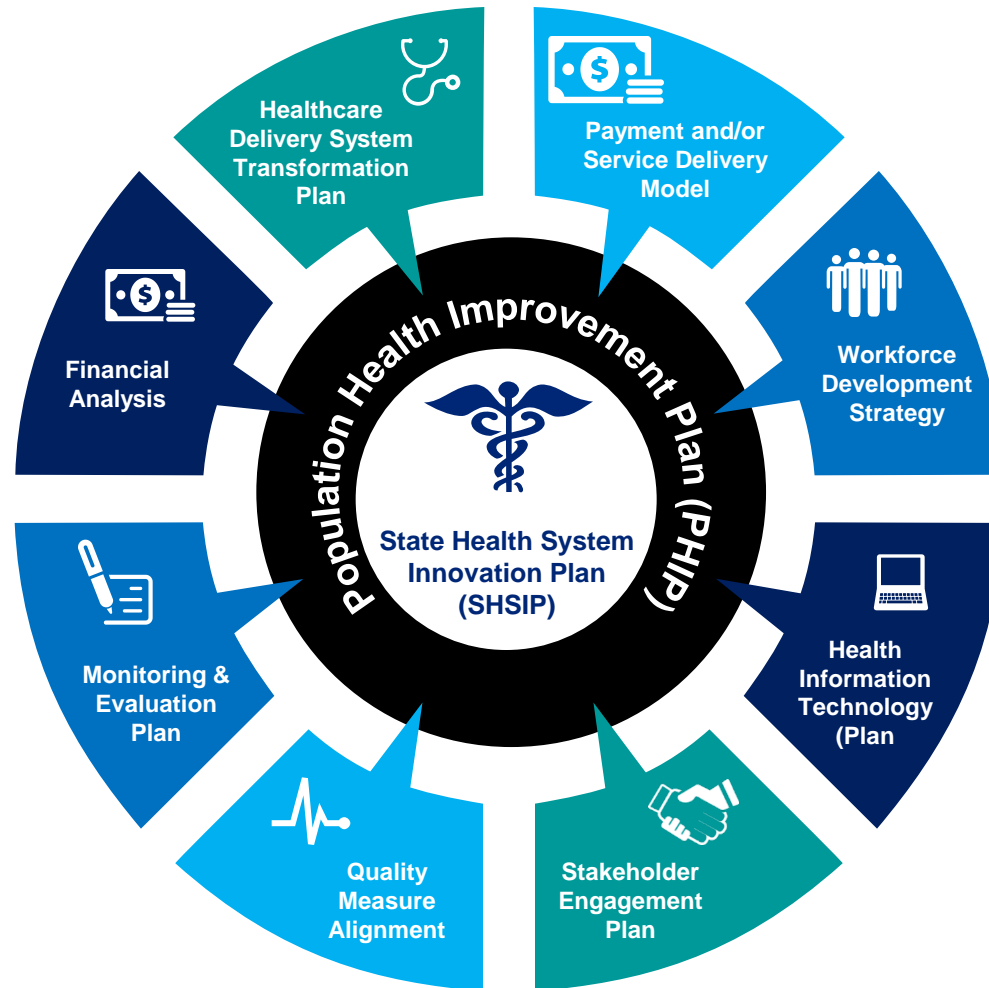 Healthcare
Delivery System
Transformation
Plan
$
Payment and/or
Service Delivery
Model
Workforce
Development
Strategy
Health
Information
Technology
(Plan
Stakeholder
Engagement
Plan
Quality
Measure
Alignment
Monitoring &
Evaluation
Plan
$
Financial
Analysis
Population Health Improvement Plan (PHIP)
State Health System
Innovation Plan
(SHSIP)